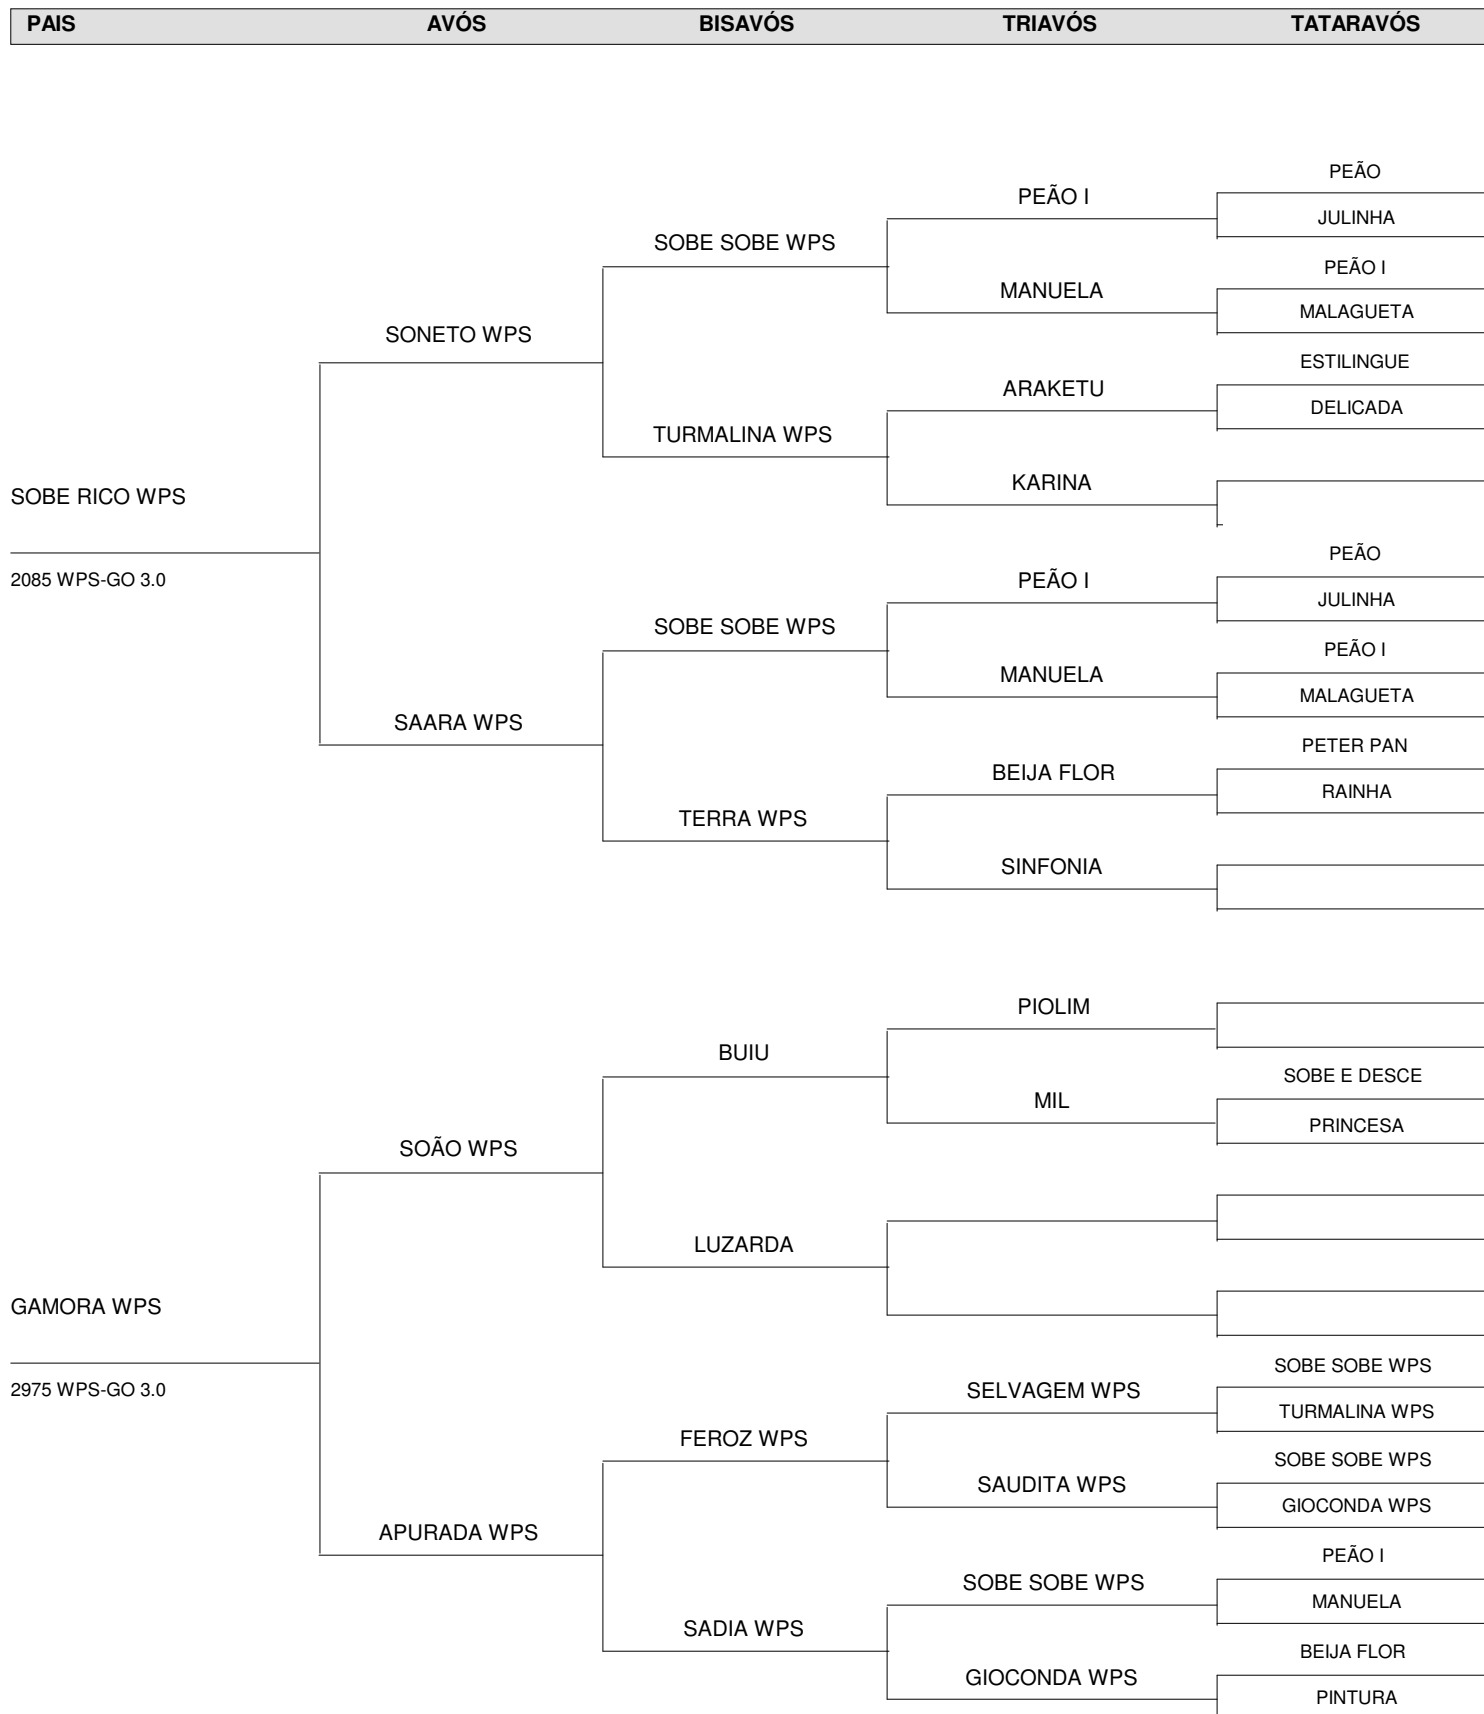 PAIS AVÓS BISAVÓS TRIAVÓS TATARAVÓS
PEÃO
PEÃO I
JULINHA
SOBE SOBE WPS
PEÃO I
MANUELA
MALAGUETA
SONETO WPS
ESTILINGUE
ARAKETU
DELICADA
TURMALINA WPS
KARINA
SOBE RICO WPS
PEÃO
2085 WPS-GO 3.0
PEÃO I
JULINHA
SOBE SOBE WPS
PEÃO I
MANUELA
MALAGUETA
SAARA WPS
PETER PAN
BEIJA FLOR
RAINHA
TERRA WPS
SINFONIA
PIOLIM
BUIU
SOBE E DESCE
MIL
PRINCESA
SOÃO WPS
LUZARDA
GAMORA WPS
SOBE SOBE WPS
2975 WPS-GO 3.0
SELVAGEM WPS
TURMALINA WPS
FEROZ WPS
SOBE SOBE WPS
SAUDITA WPS
GIOCONDA WPS
APURADA WPS
PEÃO I
SOBE SOBE WPS
MANUELA
SADIA WPS
BEIJA FLOR
GIOCONDA WPS
PINTURA